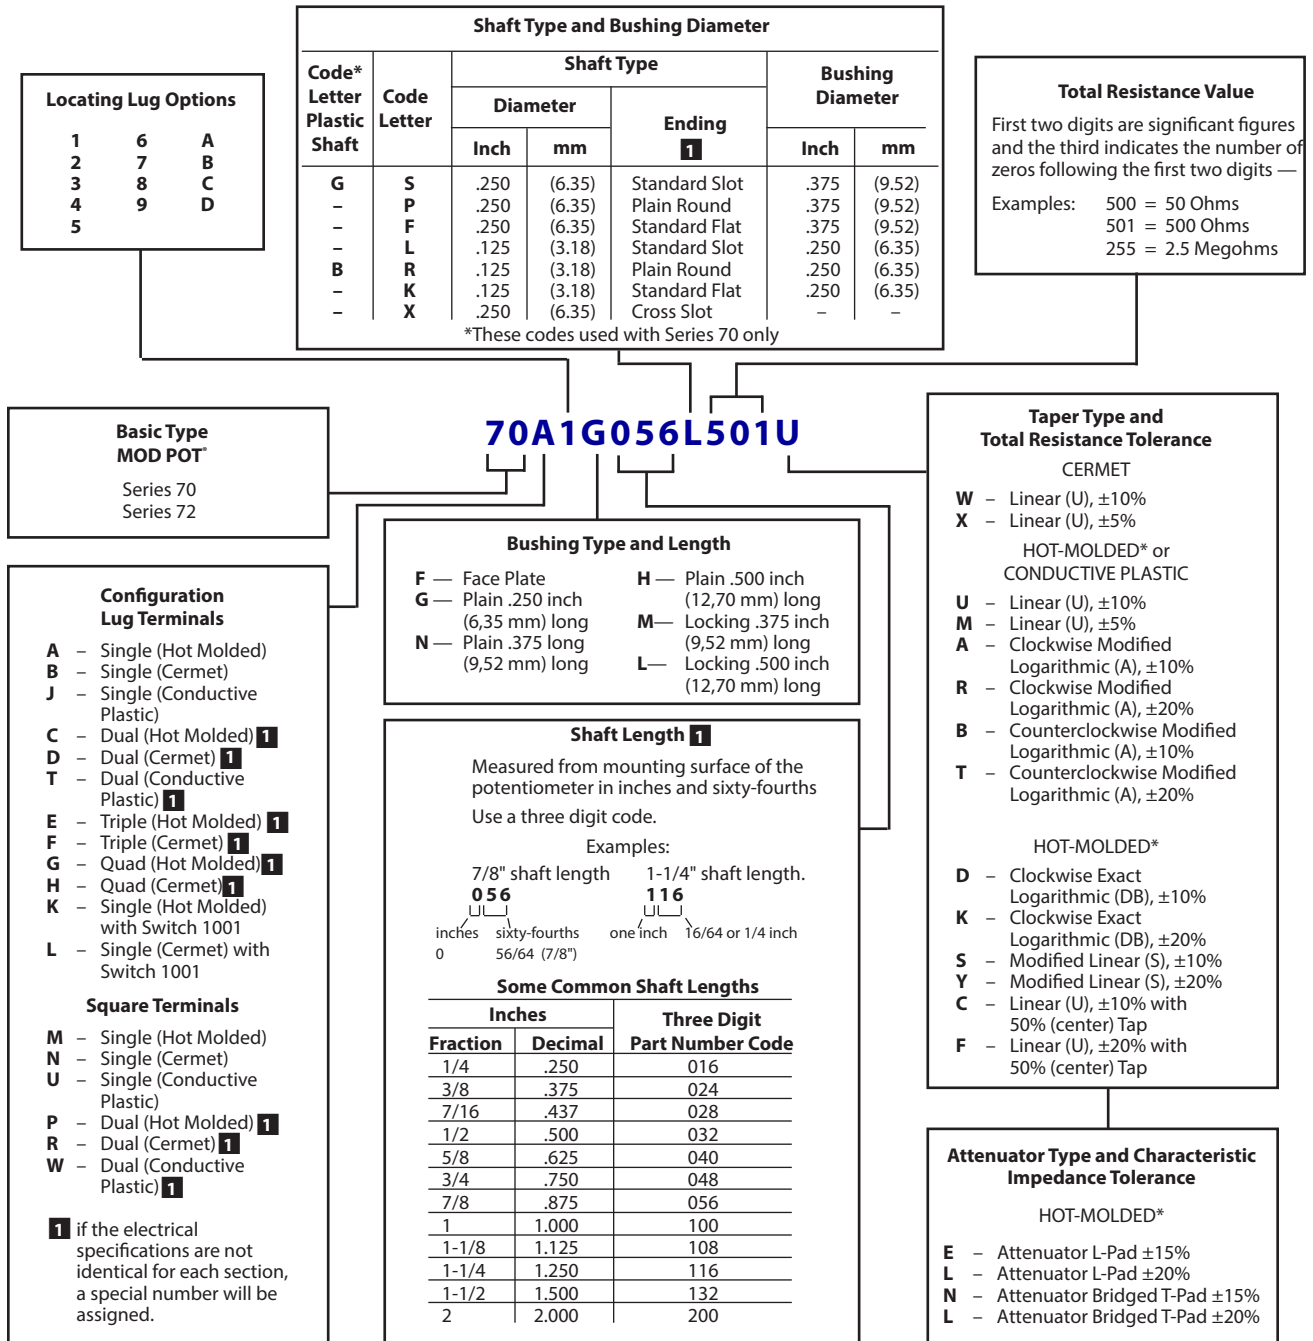 Shaft Type and Bushing Diameter
Code* Letter Plastic Shaft
Code Letter
Shaft Type
Bushing Diameter
Diameter
Ending 1
Inch mm Inch mm
G S .250 (6.35) Standard Slot .375 (9.52)
– P .250 (6.35) Plain Round .375 (9.52)
– F .250 (6.35) Standard Flat .375 (9.52)
– L .125 (3.18) Standard Slot .250 (6.35)
B R .125 (3.18) Plain Round .250 (6.35)
– K .125 (3.18) Standard Flat .250 (6.35)
– X .250 (6.35) Cross Slot – –
*These codes used with Series 70 only
Locating Lug Options
1 6 A
2 7 B
3 8 C
4 9 D
5
Total Resistance Value
First two digits are significant figures
and the third indicates the number of
zeros following the first two digits —
Examples: 500 = 50 Ohms
501 = 500 Ohms
255 = 2.5 Megohms
70A1G056L501U
Basic Type
MOD POT*
Series 70
Series 72
Configuration
Lug Terminals
A – Single (Hot Molded)
B – Single (Cermet)
J – Single (Conductive
Plastic)
C – Dual (Hot Molded) 1
D – Dual (Cermet) 1
T – Dual (Conductive
Plastic) 1
E – Triple (Hot Molded) 1
F – Triple (Cermet) 1
G – Quad (Hot Molded) 1
H – Quad (Cermet) 1
K – Single (Hot Molded)
with Switch 1001
L – Single (Cermet) with
Switch 1001
Square Terminals
M – Single (Hot Molded)
N – Single (Cermet)
U – Single (Conductive
Plastic)
P – Dual (Hot Molded) 1
R – Dual (Cermet) 1
W – Dual (Conductive
Plastic) 1
1 if the electrical
specifications are not
identical for each section,
a special number will be
assigned.
Bushing Type and Length
F — Face Plate
G — Plain .250 inch
(6,35 mm) long
N — Plain .375 long
(9,52 mm) long
H — Plain .500 inch
(12,70 mm) long
M— Locking .375 inch
(9,52 mm) long
L— Locking .500 inch
(12,70 mm) long
Shaft Length 1
Measured from mounting surface of the
potentiometer in inches and sixty-fourths
Use a three digit code.
Examples:
7/8" shaft length 1-1/4" shaft length.
056 116
inches sixty-fourths one inch 16/64 or 1/4 inch
0 56/64 (7/8")
Some Common Shaft Lengths
Inches Three Digit
Fraction Decimal Part Number Code
1/4 .250 016
3/8 .375 024
7/16 .437 028
1/2 .500 032
5/8 .625 040
3/4 .750 048
7/8 .875 056
1 1.000 100
1-1/8 1.125 108
1-1/4 1.250 116
1-1/2 1.500 132
2 2.000 200
Taper Type and
Total Resistance Tolerance
CERMET
W – Linear (U), ±10%
X – Linear (U), ±5%
HOT-MOLDED* or
CONDUCTIVE PLASTIC
U – Linear (U), ±10%
M – Linear (U), ±5%
A – Clockwise Modified
Logarithmic (A), ±10%
R – Clockwise Modified
Logarithmic (A), ±20%
B – Counterclockwise Modified
Logarithmic (A), ±10%
T – Counterclockwise Modified
Logarithmic (A), ±20%
HOT-MOLDED*
D – Clockwise Exact
Logarithmic (DB), ±10%
K – Clockwise Exact
Logarithmic (DB), ±20%
S – Modified Linear (S), ±10%
Y – Modified Linear (S), ±20%
C – Linear (U), ±10% with
50% (center) Tap
F – Linear (U), ±20% with
50% (center) Tap
Attenuator Type and Characteristic
Impedance Tolerance
HOT-MOLDED*
E – Attenuator L-Pad ±15%
L – Attenuator L-Pad ±20%
N – Attenuator Bridged T-Pad ±15%
L – Attenuator Bridged T-Pad ±20%